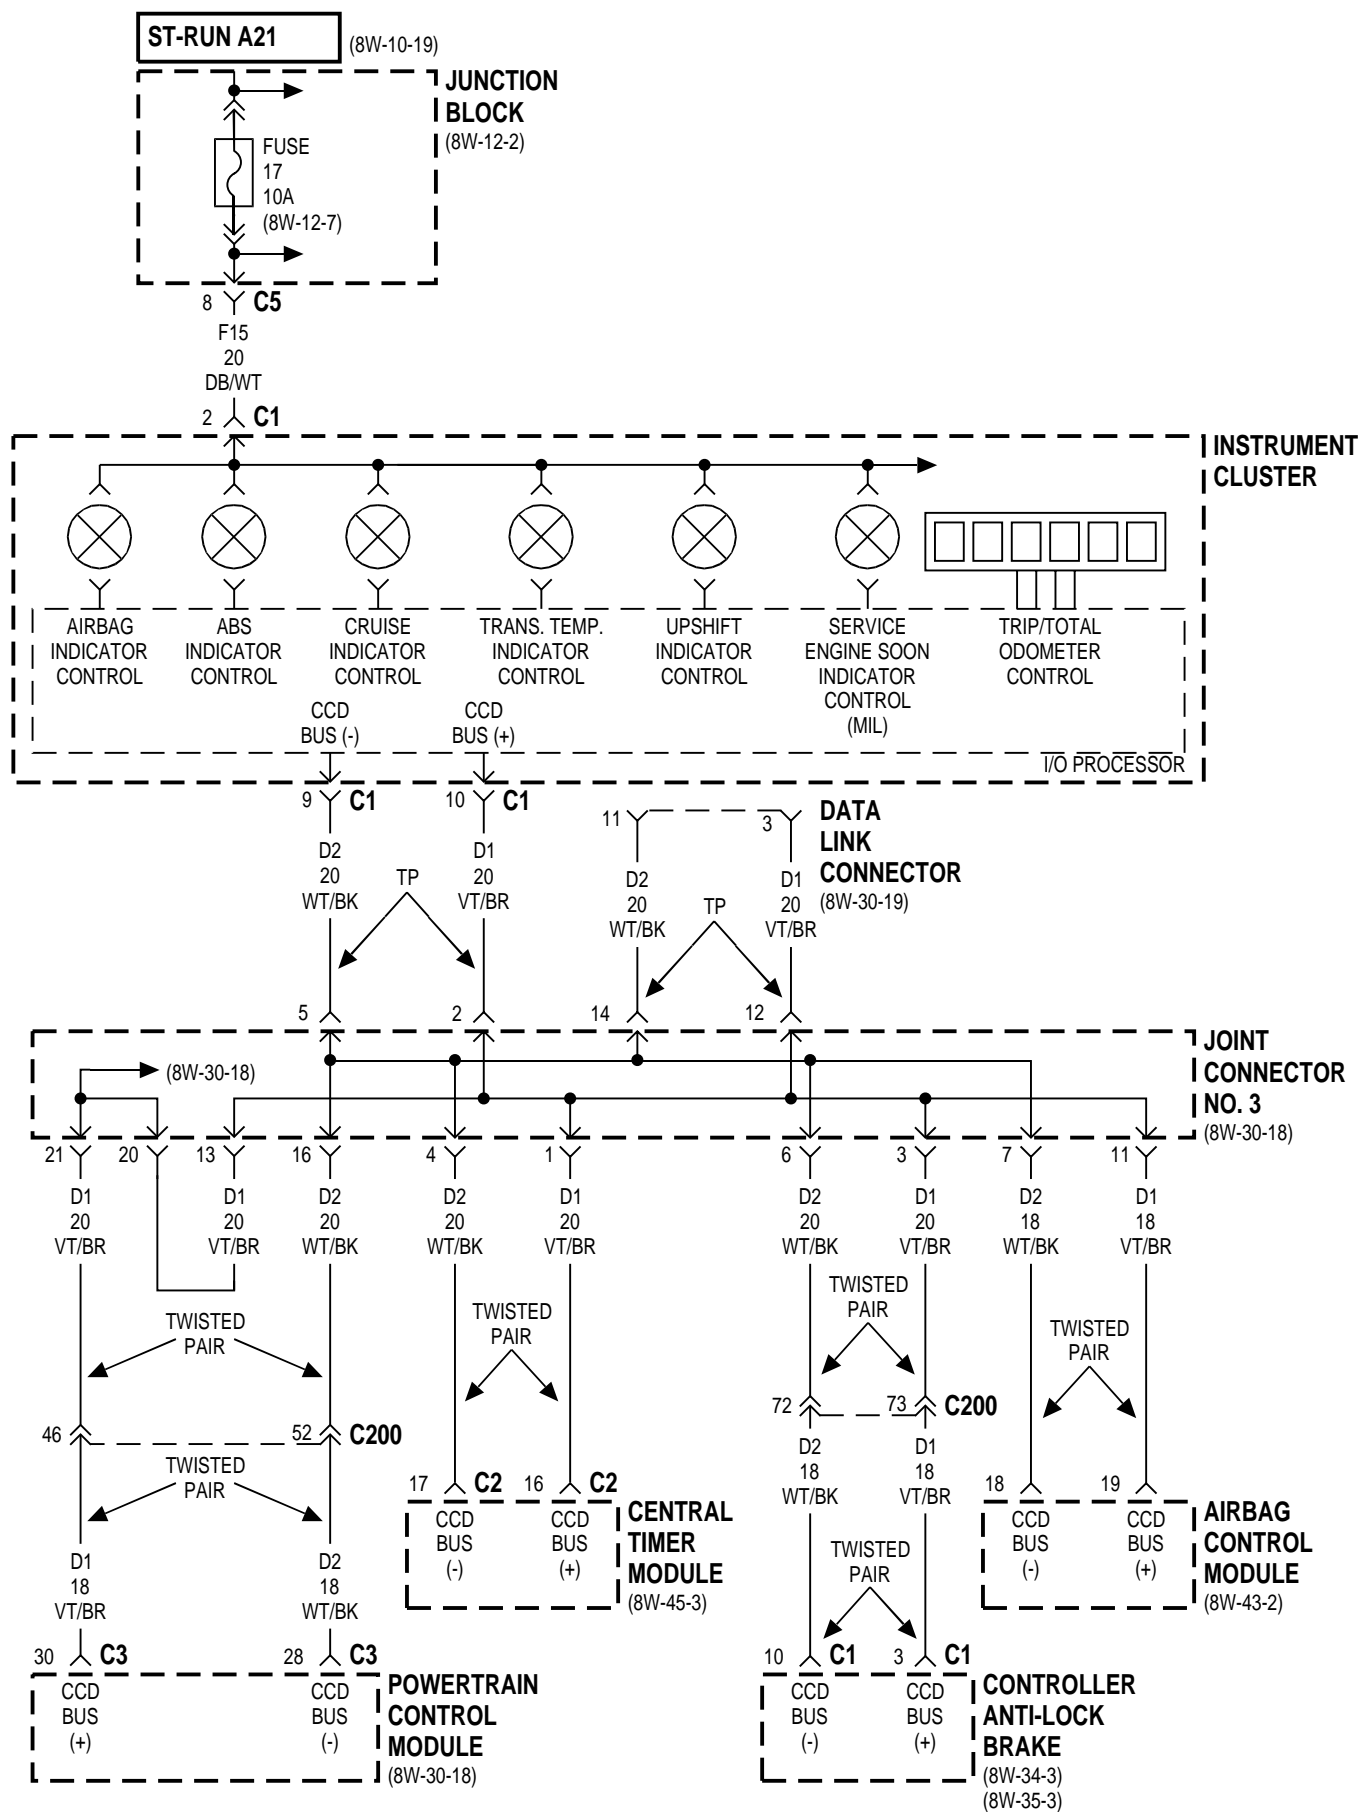 ST-RUN A21
(8W-10-19)
JUNCTION
BLOCK
(8W-12-2)
FUSE
17
10A
(8W-12-7)
8 C5
F15
20
DB/WT
2 C1
INSTRUMENT
CLUSTER
AIRBAG
INDICATOR
CONTROL
ABS
INDICATOR
CONTROL
CRUISE
INDICATOR
CONTROL
TRANS. TEMP.
INDICATOR
CONTROL
UPSHIFT
INDICATOR
CONTROL
SERVICE
ENGINE SOON
INDICATOR
CONTROL
(MIL)
TRIP/TOTAL
ODOMETER
CONTROL
CCD
BUS (-)
CCD
BUS (+)
I/O PROCESSOR
9 C1
10 C1
11
3
DATA
LINK
CONNECTOR
(8W-30-19)
D2
20
WT/BK
TP
D1
20
VT/BR
D2
20
WT/BK
TP
D1
20
VT/BR
5
2
14
12
JOINT
CONNECTOR
NO. 3
(8W-30-18)
(8W-30-18)
21
20
13
16
4
1
6
3
7
11
D1
20
VT/BR
D1
20
VT/BR
D2
20
WT/BK
D2
20
WT/BK
D1
20
VT/BR
D2
20
WT/BK
D1
20
VT/BR
D2
18
WT/BK
D1
18
VT/BR
TWISTED
PAIR
TWISTED
PAIR
TWISTED
PAIR
TWISTED
PAIR
46
52 C200
72
73 C200
TWISTED
PAIR
D2
18
WT/BK
D1
18
VT/BR
17 C2
16 C2
CCD
BUS
(-)
CCD
BUS
(+)
CENTRAL
TIMER
MODULE
(8W-45-3)
18
19
CCD
BUS
(-)
CCD
BUS
(+)
AIRBAG
CONTROL
MODULE
(8W-43-2)
TWISTED
PAIR
D1
18
VT/BR
D2
18
WT/BK
30 C3
28 C3
CCD
BUS
(+)
CCD
BUS
(-)
POWERTRAIN
CONTROL
MODULE
(8W-30-18)
10 C1
3 C1
CCD
BUS
(-)
CCD
BUS
(+)
CONTROLLER
ANTI-LOCK
BRAKE
(8W-34-3)
(8W-35-3)